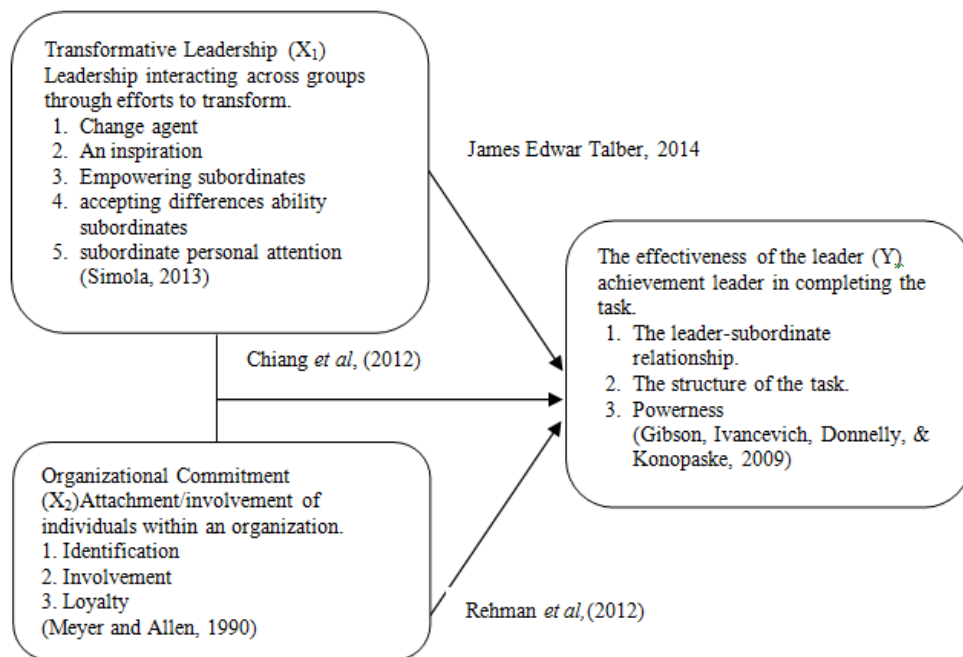 Transformative Leadership (X₁)
Leadership interacting across groups
through efforts to transform.
1. Change agent
2. An inspiration
3. Empowering subordinates
4. accepting differences ability
subordinates
5. subordinate personal attention
(Simola, 2013)
James Edwar Talber, 2014
The effectiveness of the leader (Y)
achievement leader in completing the
task.
1. The leader-subordinate
relationship.
2. The structure of the task.
3. Powerness
(Gibson, Ivancevich, Donnelly, &
Konopaske, 2009)
Chiang et al, (2012)
Organizational Commitment
(X₂)Attachment/involvement of
individuals within an organization.
1. Identification
2. Involvement
3. Loyalty
(Meyer and Allen, 1990)
Rehman et al,(2012)